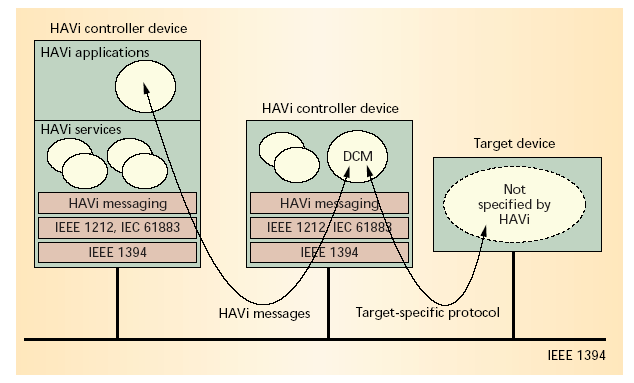 HAVi controller device
HAVi applications
HAVi services
HAVi messaging
IEEE 1212, IEC 61883
IEEE 1394
HAVi controller device
DCM
HAVi messaging
IEEE 1212, IEC 61883
IEEE 1394
Target device
Not
specified by
HAVi
HAVi messages
Target-specific protocol
IEEE 1394